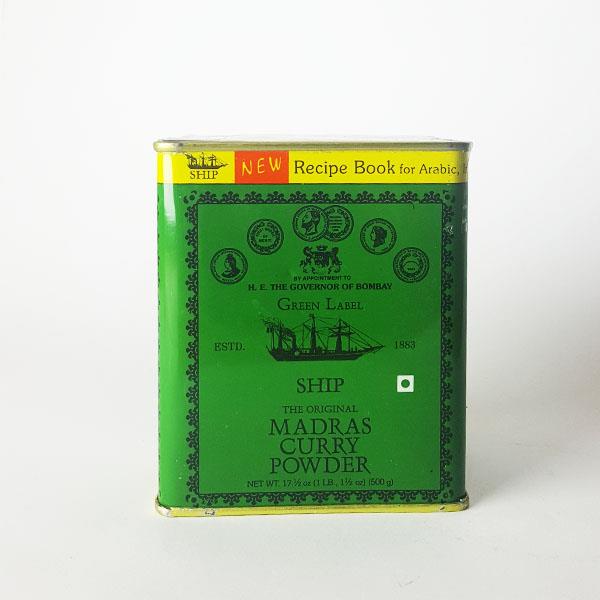 SHIP
NEW Recipe Book for Arabic,
BY APPOINTMENT TO
H. E. THE GOVERNOR OF BOMBAY
GREEN LABEL
ESTD. 1883
SHIP
THE ORIGINAL
MADRAS
CURRY
POWDER
NET WT. 17 ½ oz (1 LB., 1½ oz) (500 g)